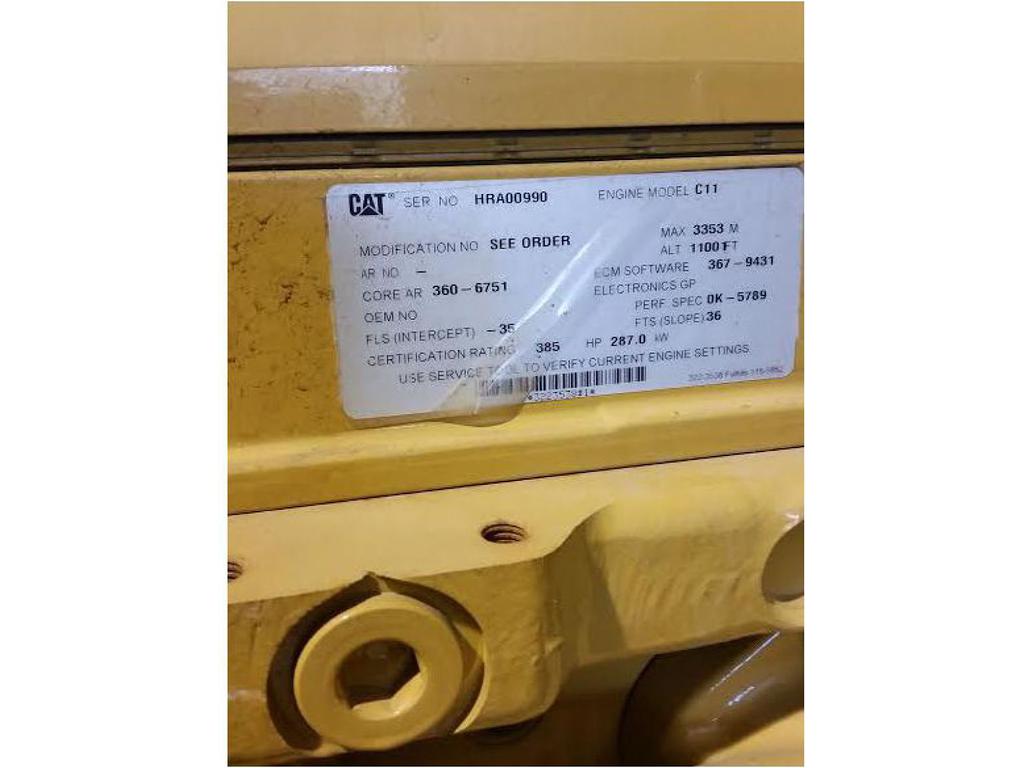 CAT® SER NO HRA00990 ENGINE MODEL C11
MODIFICATION NO SEE ORDER MAX 3353 M
ALT 1100 FT
AR NO. –
ECM SOFTWARE 367-9431
CORE AR 360-6751
ELECTRONICS GP
OEM NO
PERF. SPEC 0K-5789
FLS (INTERCEPT) -35 FTS (SLOPE) 36
CERTIFICATION RATING 385 HP 287.0 kW
USE SERVICE TOOL TO VERIFY CURRENT ENGINE SETTINGS